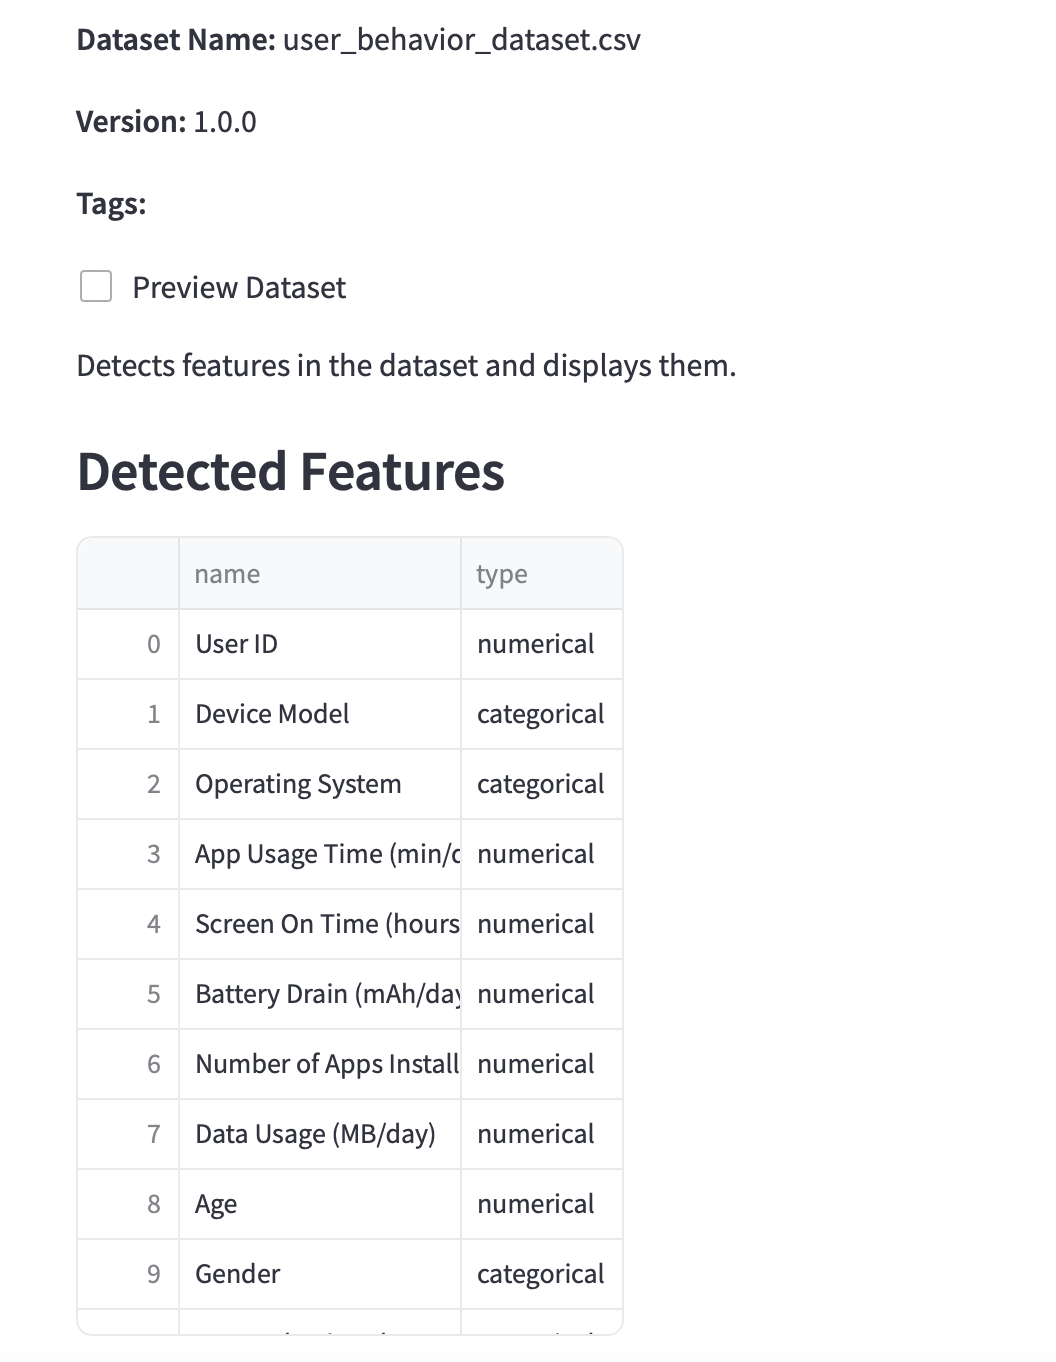 Dataset Name: user_behavior_dataset.csv
Version: 1.0.0
Tags:
Preview Dataset
Detects features in the dataset and displays them.
Detected Features
name type
0 User ID numerical
1 Device Model categorical
2 Operating System categorical
3 App Usage Time (min/ numerical
4 Screen On Time (hours numerical
5 Battery Drain (mAh/day numerical
6 Number of Apps Install numerical
7 Data Usage (MB/day) numerical
8 Age numerical
9 Gender categorical